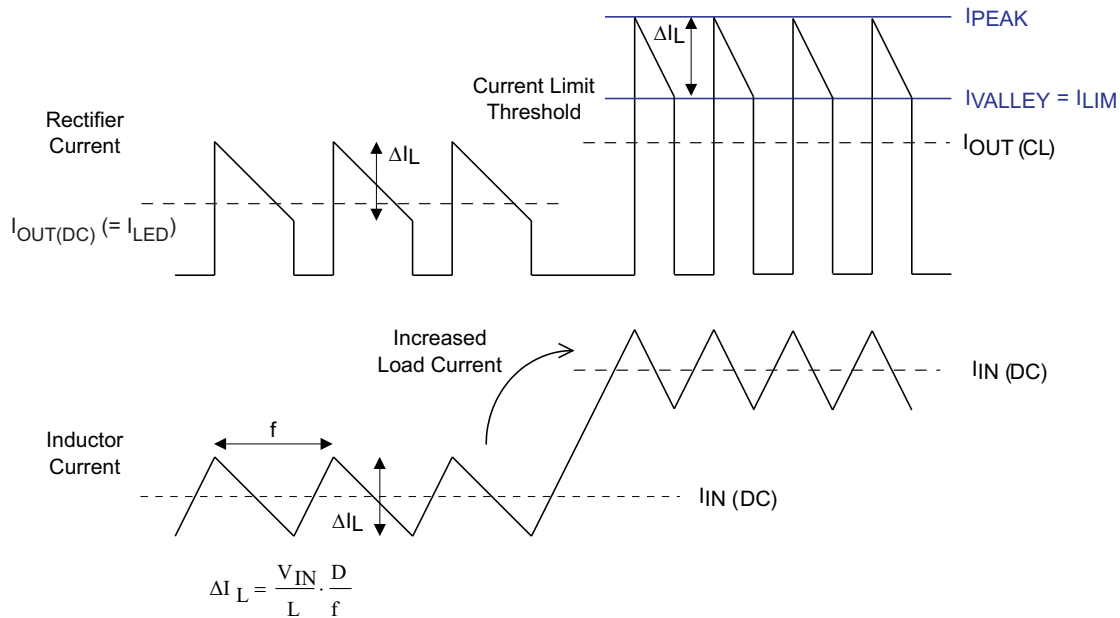 IPEAK
ΔIL
Current Limit
Threshold
IVALLEY = ILIM
Rectifier
Current
ΔIL
IOUT (CL)
IOUT(DC) (= ILED)
Increased
Load Current
IIN (DC)
Inductor
Current
f
IIN (DC)
ΔIL
ΔI L = VIN/L · D/f